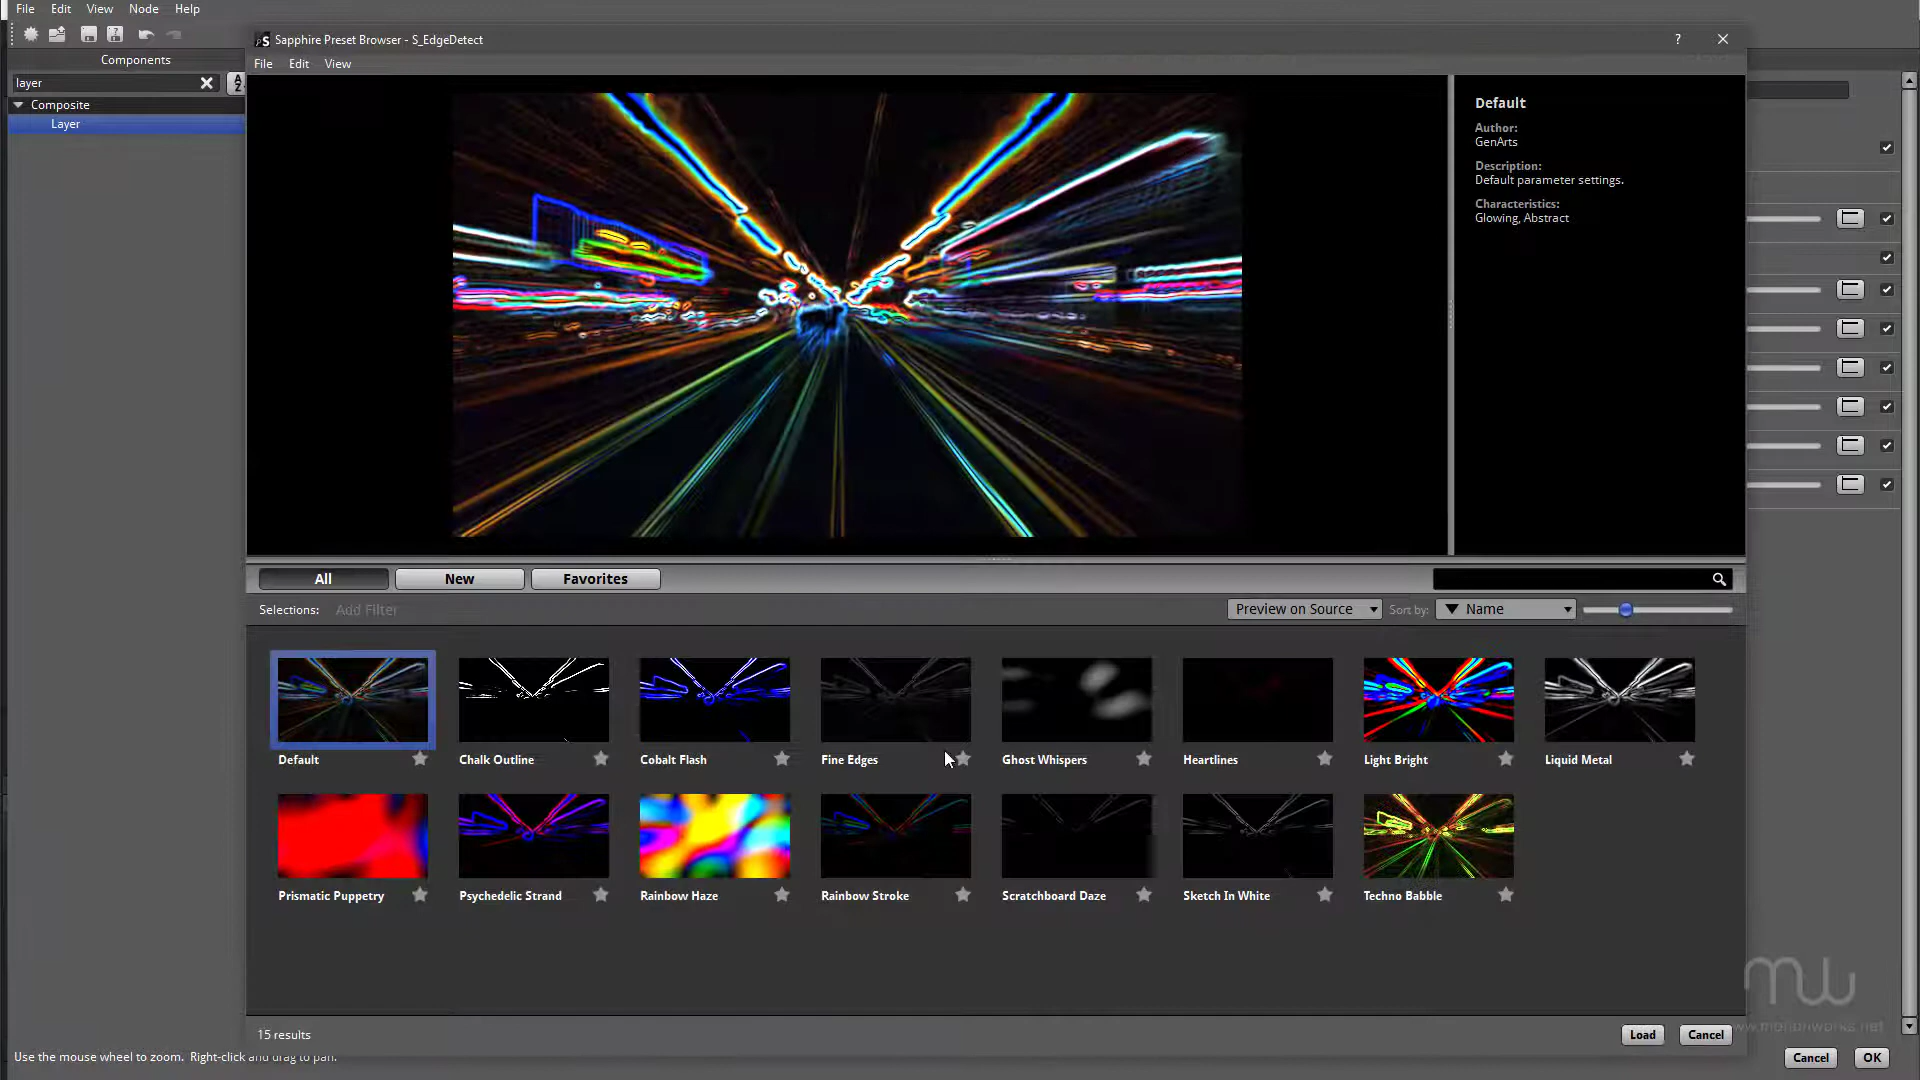 File Edit View Node Help
Components
layer
Composite
Layer
Sapphire Preset Browser - S_EdgeDetect
?
File Edit View
Default
Author:
GenArts
Description:
Default parameter settings.
Characteristics:
Glowing, Abstract
All New Favorites
Selections: Add Filter Preview on Source Sort by: Name
Default Chalk Outline Cobalt Flash Fine Edges Ghost Whispers Heartlines Light Bright Liquid Metal
Prismatic Puppetry Psychedelic Strand Rainbow Haze Rainbow Stroke Scratchboard Daze Sketch In White Techno Babble
15 results Load Cancel
Use the mouse wheel to zoom. Right-click and drag to pan. Cancel OK
mw
www.motionworks.net